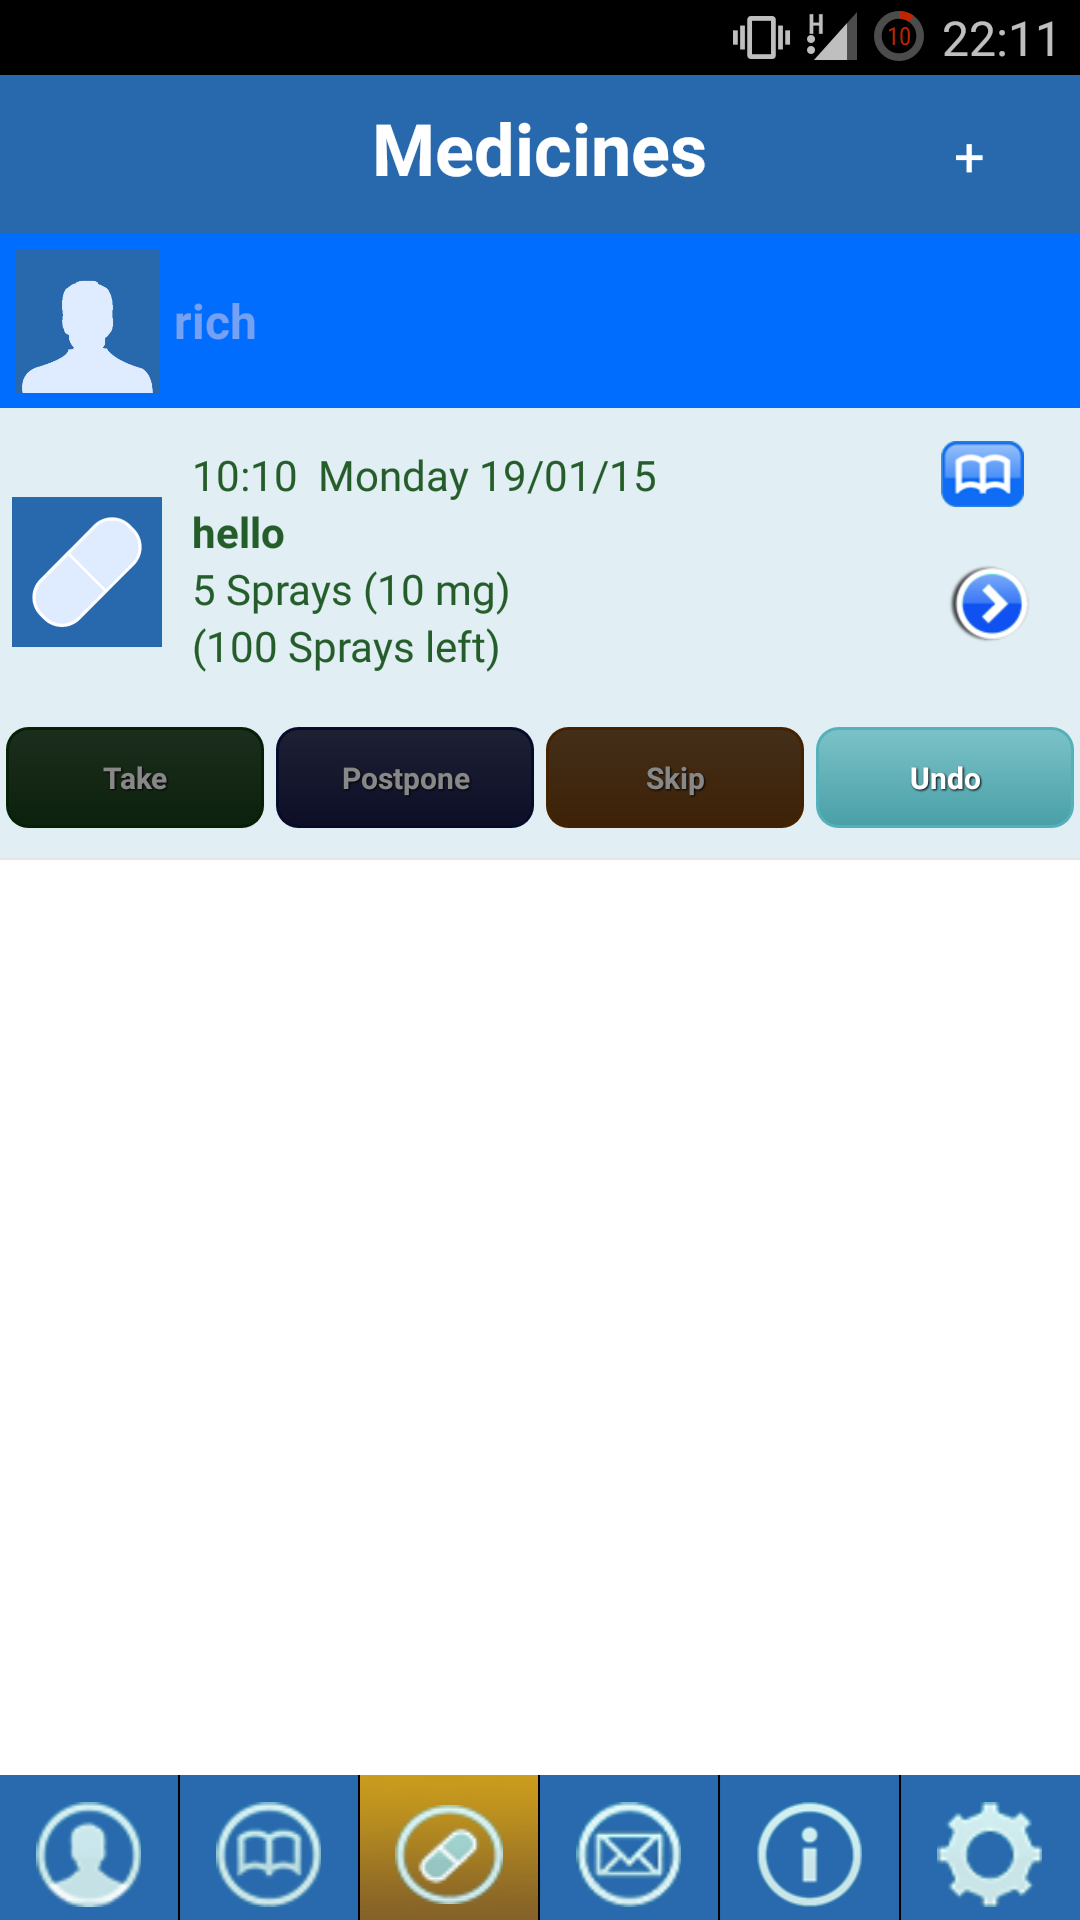 H 10 22:11
Medicines +
rich
10:10 Monday 19/01/15
hello
5 Sprays (10 mg)
(100 Sprays left)
Take Postpone Skip Undo